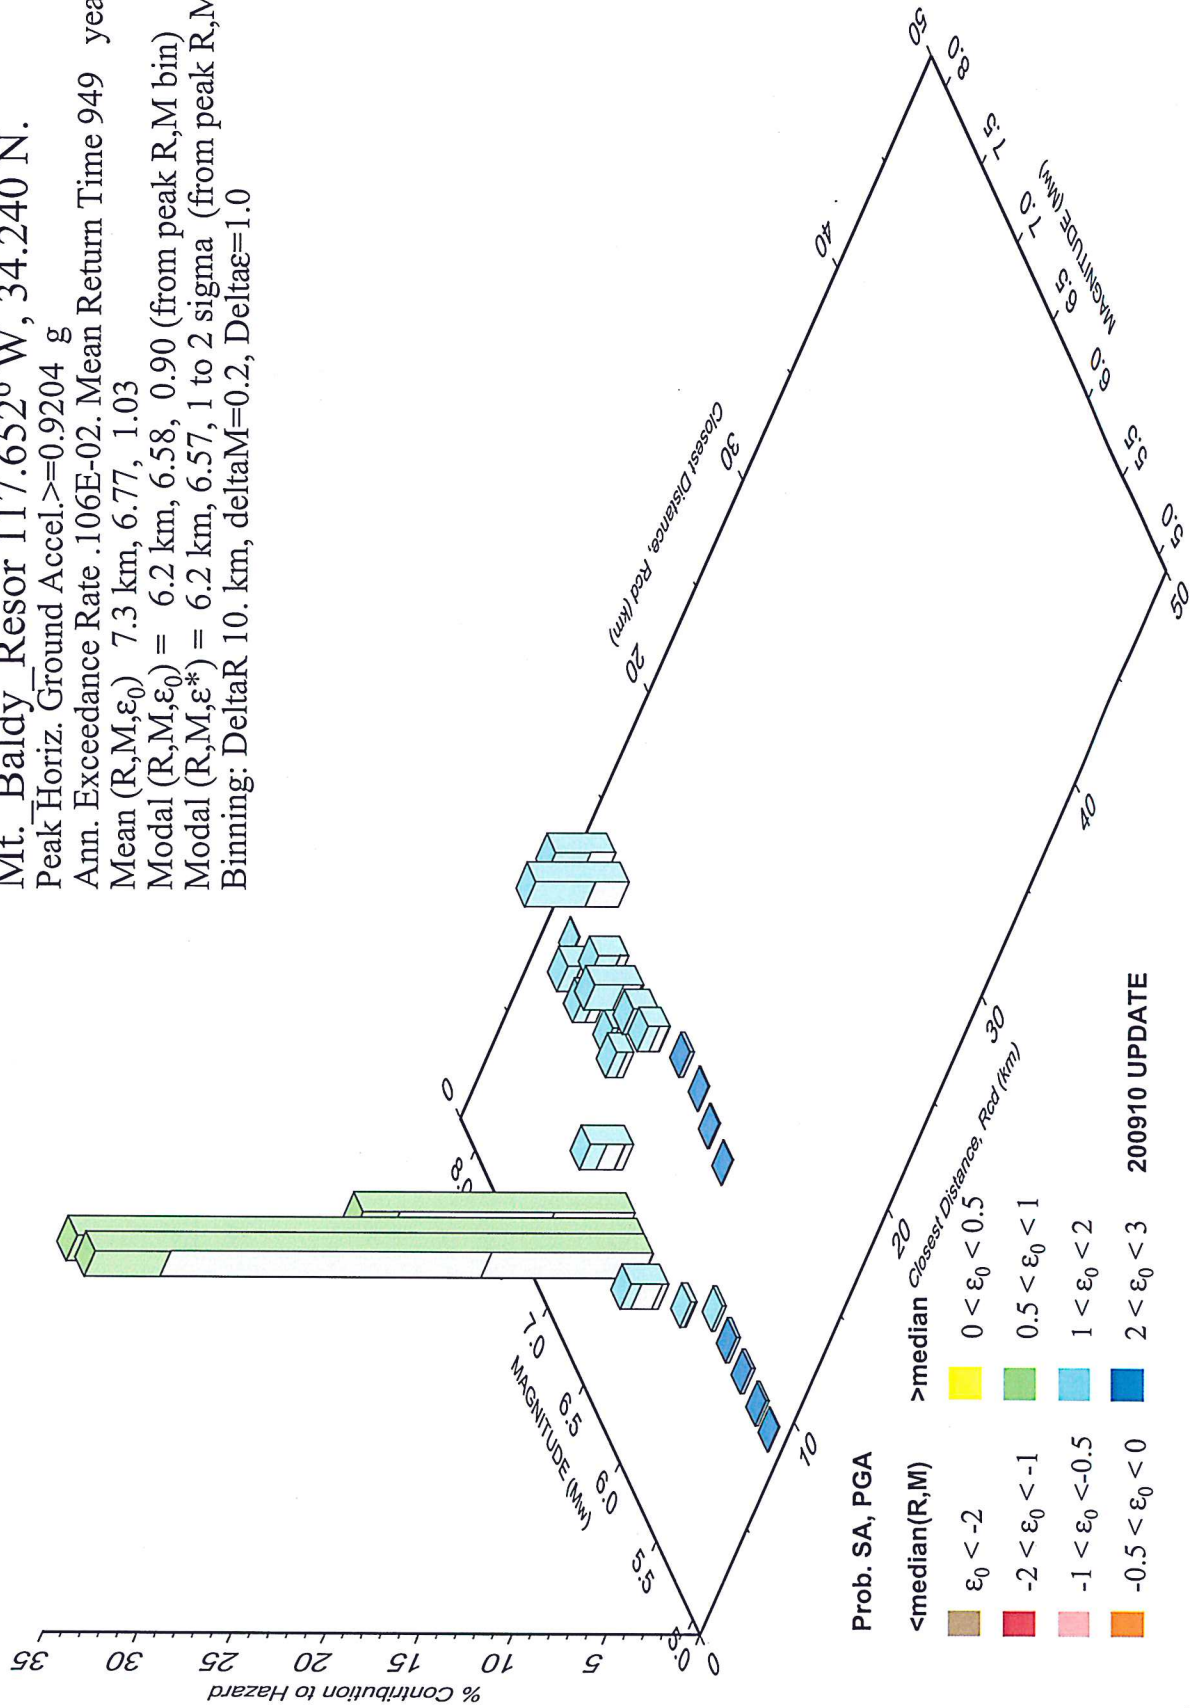 Mt._Baldy_Resor 117.652° W, 34.240 N.
Peak Horiz. Ground Accel.>=0.9204 g
Ann. Exceedance Rate .106E-02. Mean Return Time 949 yea
Mean (R,M,ε0) 7.3 km, 6.77, 1.03
Modal (R,M,ε0) = 6.2 km, 6.58, 0.90 (from peak R,M bin)
Modal (R,M,ε*) = 6.2 km, 6.57, 1 to 2 sigma (from peak R,M
Binning: DeltaR 10. km, deltaM=0.2, Deltaε=1.0
% Contribution to Hazard
35
30
25
20
15
10
5
0
5.0
5.5
6.0
6.5
7.0
8.0
MAGNITUDE (Mw)
0
20
30
40
50
Closest Distance, Rcd (km)
10
20
30
40
50
Closest Distance, Rcd (km)
5.0
5.5
6.0
6.5
7.0
7.5
8.0
MAGNITUDE (Mw)
Prob. SA, PGA
<median(R,M) >median
ε0 < -2 0 < ε0 < 0.5
-2 < ε0 < -1 0.5 < ε0 < 1
-1 < ε0 <-0.5 1 < ε0 < 2
-0.5 < ε0 < 0 2 < ε0 < 3
200910 UPDATE